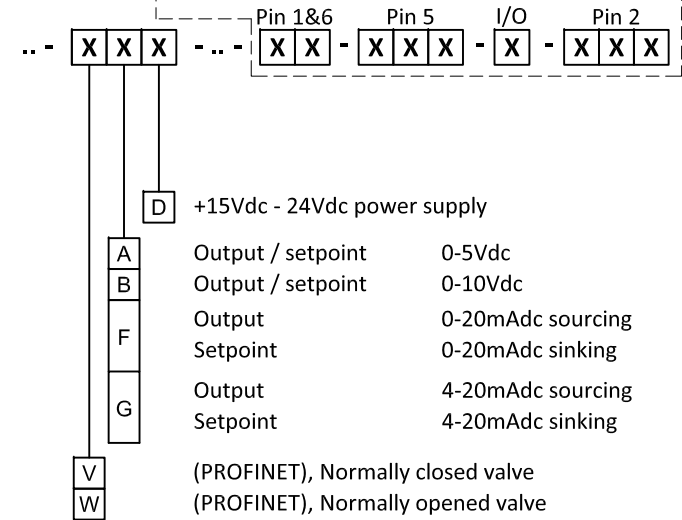 Pin 1&6 Pin 5 I/O Pin 2
.. - X X X - .. - X X - X X X - X - X X X
D +15Vdc - 24Vdc power supply
A Output / setpoint 0-5Vdc
B Output / setpoint 0-10Vdc
F Output 0-20mAdc sourcing
Setpoint 0-20mAdc sinking
G Output 4-20mAdc sourcing
Setpoint 4-20mAdc sinking
V (PROFINET), Normally closed valve
W (PROFINET), Normally opened valve